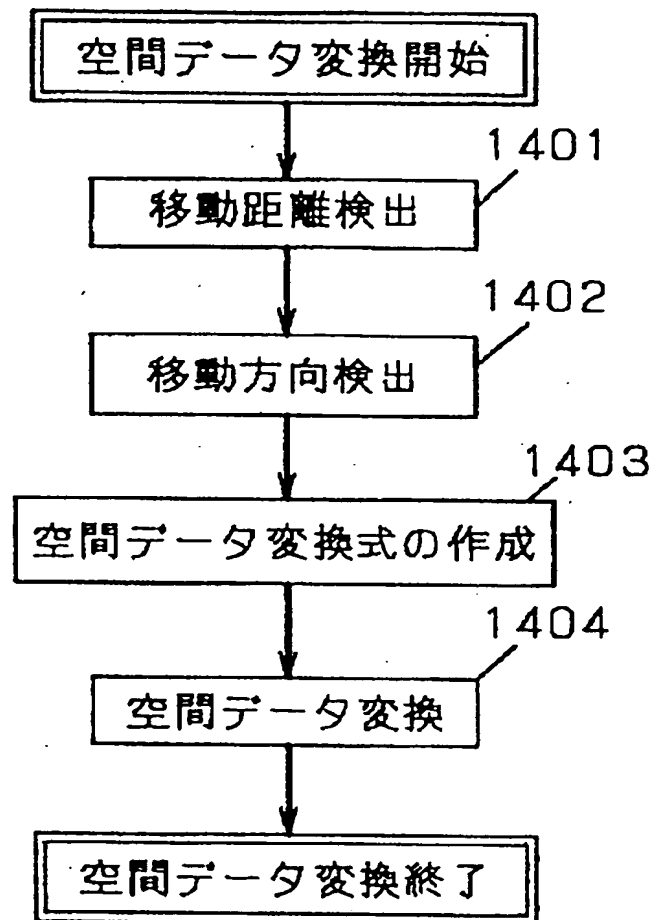 空間データ変換開始
1401
移動距離検出
1402
移動方向検出
1403
空間データ変換式の作成
1404
空間データ変換
空間データ変換終了